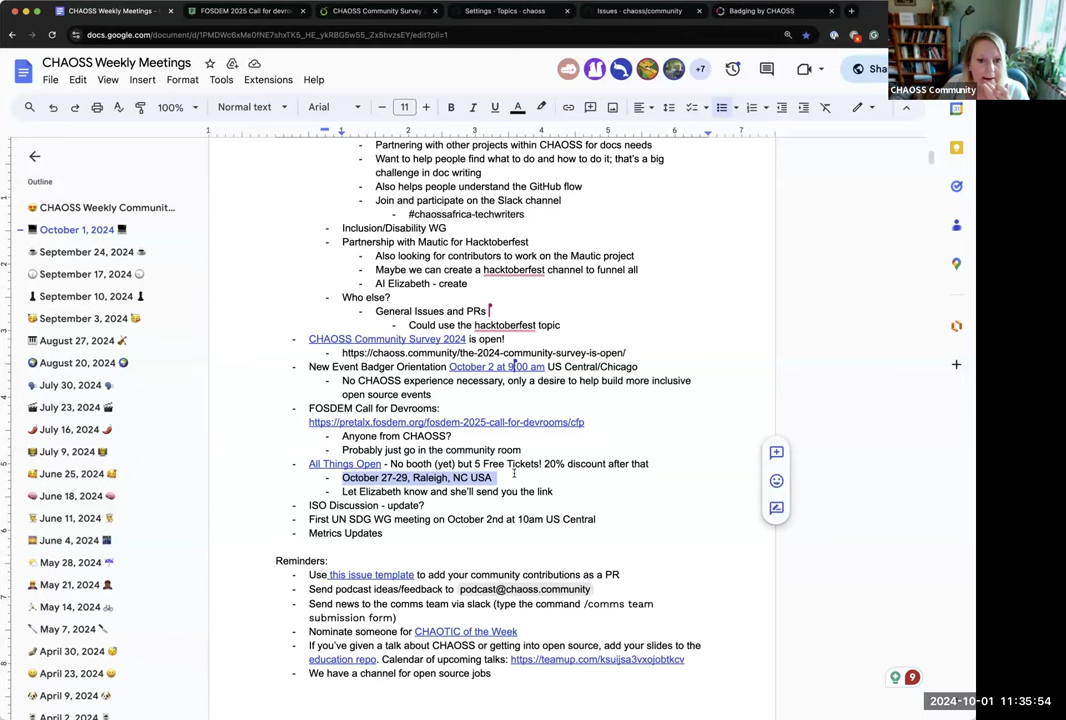 CHAOSS Weekly Meetings -
FOSDEM 2025 Call for devro
CHAOSS Community Survey
Settings · Topics · chaoss
Issues · chaoss/community
Badging by CHAOSS
docs.google.com/document/d/1PMDWc6xMe0fNE7shxTK5_HE_ykRBG5w55_Zx5hvzsEY/edit?pli=1
CHAOSS Weekly Meetings
File Edit View Insert Format Tools Extensions Help
+7
Sha
CHAOSS Community
100% Normal text Arial 11 B I U A
1 1 2 3 4 5 6 7
Outline
CHAOSS Weekly Communit...
October 1, 2024
September 24, 2024
September 17, 2024
September 10, 2024
September 3, 2024
August 27, 2024
August 20, 2024
July 30, 2024
July 23, 2024
July 16, 2024
July 9, 2024
June 25, 2024
June 18, 2024
June 11, 2024
June 4, 2024
May 28, 2024
May 21, 2024
May 14, 2024
May 7, 2024
April 30, 2024
April 23, 2024
April 9, 2024
April 2, 2024
- Partnering with other projects within CHAOSS for docs needs
- Want to help people find what to do and how to do it; that's a big
challenge in doc writing
- Also helps people understand the GitHub flow
- Join and participate on the Slack channel
- #chaossafrica-techwriters
- Inclusion/Disability WG
- Partnership with Mautic for Hacktoberfest
- Also looking for contributors to work on the Mautic project
- Maybe we can create a hacktoberfest channel to funnel all
- AI Elizabeth - create
- Who else?
- General Issues and PRs
- Could use the hacktoberfest topic
- CHAOSS Community Survey 2024 is open!
- https://chaoss.community/the-2024-community-survey-is-open/
- New Event Badger Orientation October 2 at 9:00 am US Central/Chicago
- No CHAOSS experience necessary, only a desire to help build more inclusive
open source events
- FOSDEM Call for Devrooms:
https://pretalx.fosdem.org/fosdem-2025-call-for-devrooms/cfp
- Anyone from CHAOSS?
- Probably just go in the community room
- All Things Open - No booth (yet) but 5 Free Tickets! 20% discount after that
- October 27-29, Raleigh, NC USA
- Let Elizabeth know and she'll send you the link
- ISO Discussion - update?
- First UN SDG WG meeting on October 2nd at 10am US Central
- Metrics Updates
Reminders:
- Use this issue template to add your community contributions as a PR
- Send podcast ideas/feedback to podcast@chaoss.community
- Send news to the comms team via slack (type the command /comms team
submission form)
- Nominate someone for CHAOTIC of the Week
- If you've given a talk about CHAOSS or getting into open source, add your slides to the
education repo. Calendar of upcoming talks: https://teamup.com/ksuijsa3vxojobtkcv
- We have a channel for open source jobs
9
2024-10-01 11:35:54